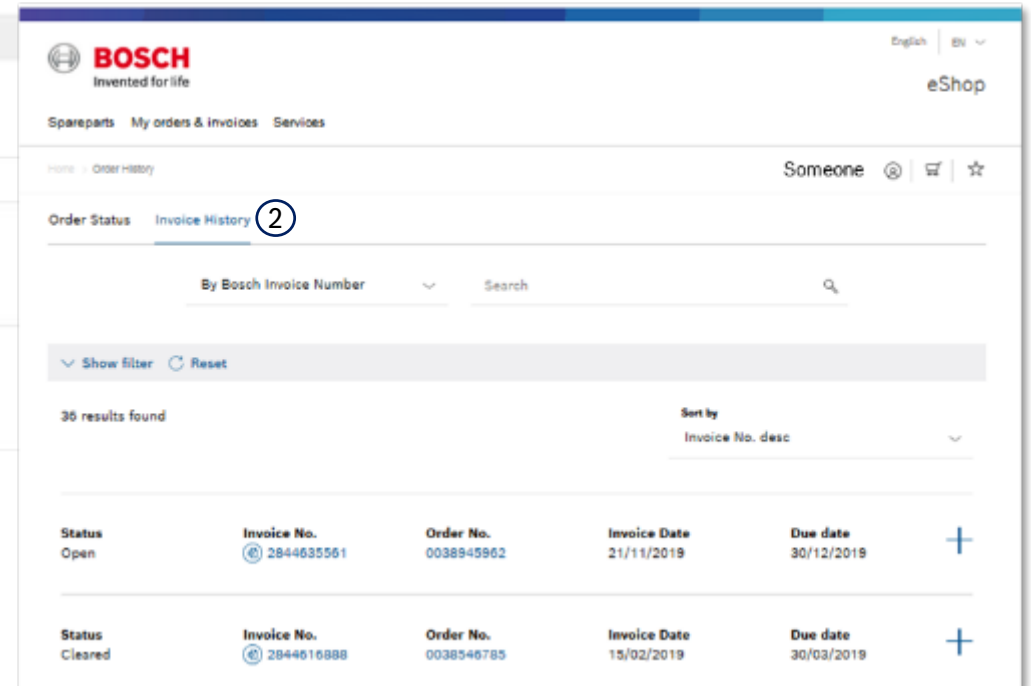 English EN
BOSCH
Invented for life
eShop
Spareparts My orders & invoices Services
Home > Order History
Someone
Order Status Invoice History 2
By Bosch Invoice Number Search
Show filter Reset
36 results found
Sort by
Invoice No. desc
Status Invoice No. Order No. Invoice Date Due date
Open 2844635561 0038945962 21/11/2019 30/12/2019
Status Invoice No. Order No. Invoice Date Due date
Cleared 2844616888 0038546785 15/02/2019 30/03/2019